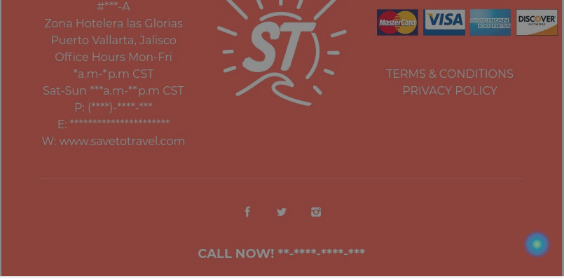 #***-A
Zona Hotelera las Glorias
Puerto Vallarta, Jalisco
Office Hours Mon-Fri
*a.m-*p.m CST
Sat-Sun ***a.m-**p.m CST
P: (****)-****-***
E: **********************
W: www.savetotravel.com
ST
MasterCard
VISA
AMERICAN EXPRESS
DISCOVER
TERMS & CONDITIONS
PRIVACY POLICY
CALL NOW! **-****-****-***